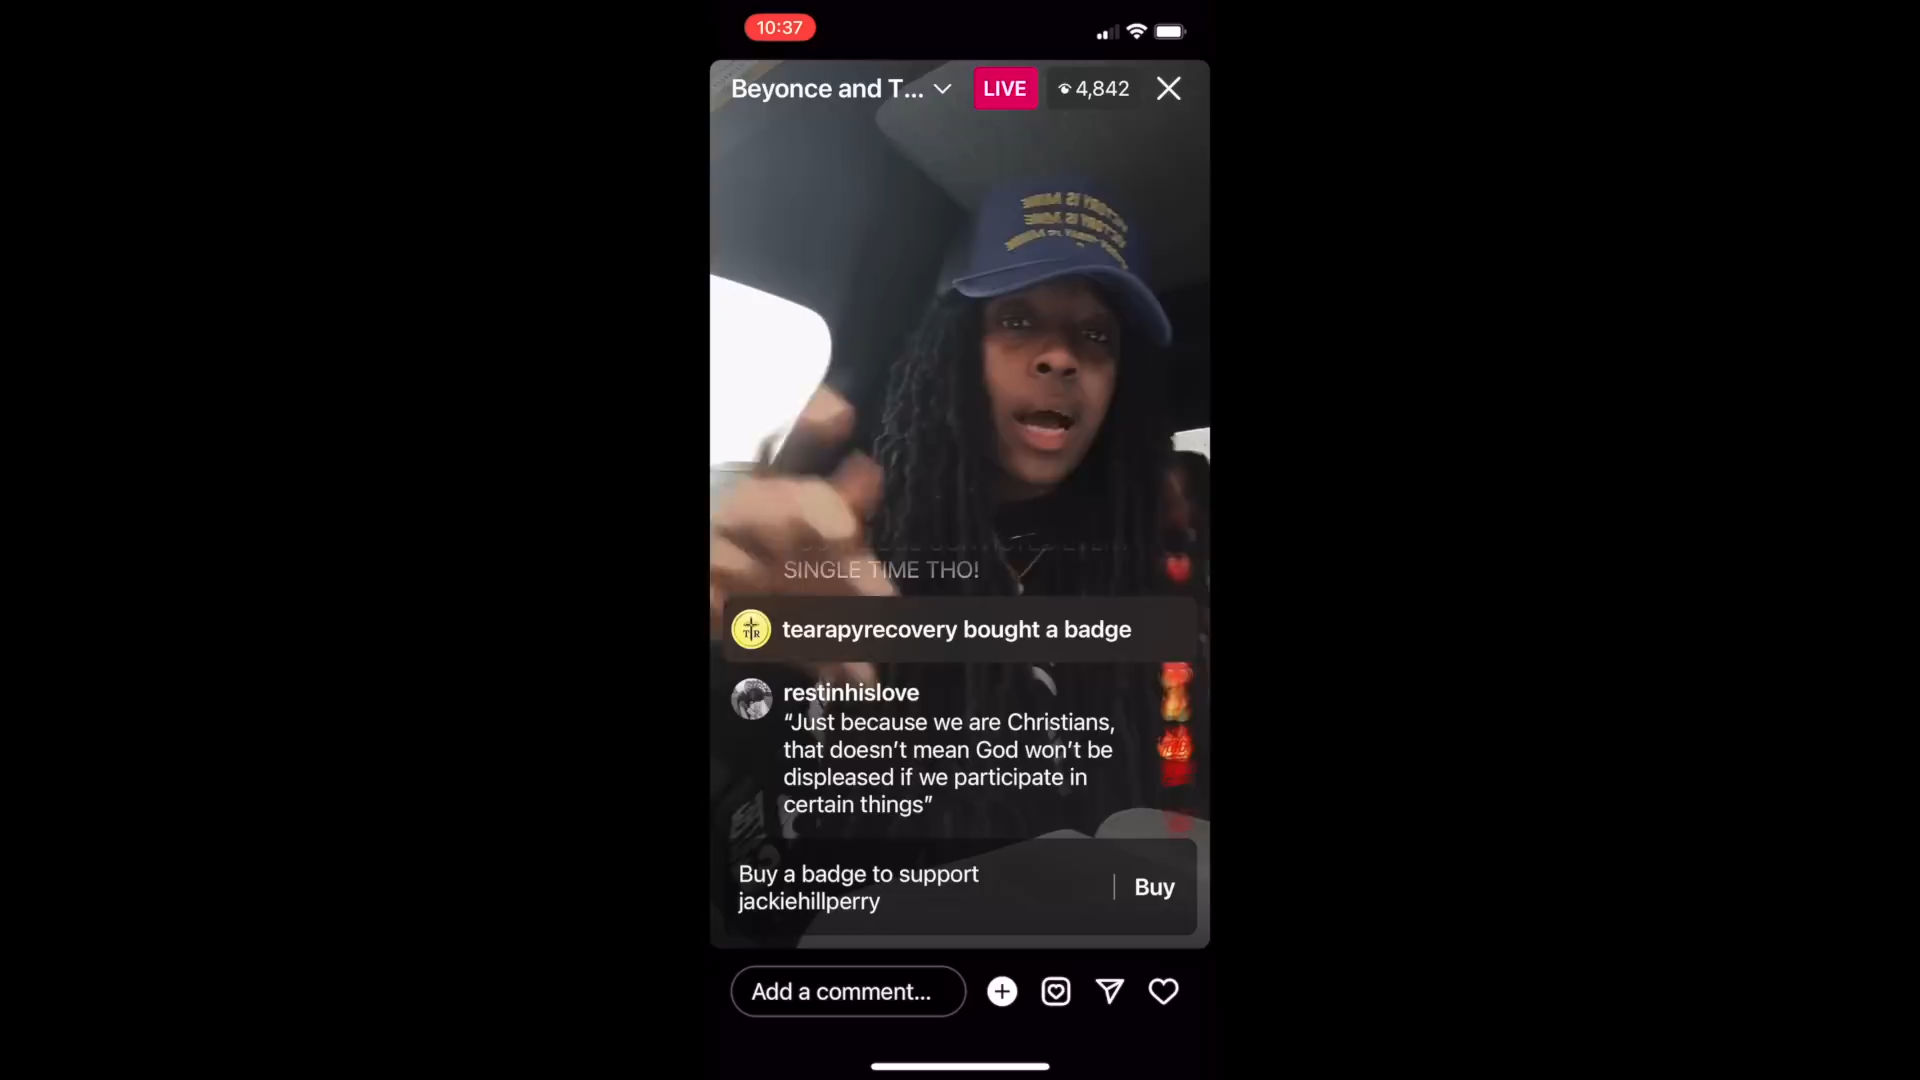 10:37
Beyonce and T...
LIVE
4,842
SINGLE TIME THO!
tearapyrecovery bought a badge
restinhislove
“Just because we are Christians,
that doesn’t mean God won’t be
displeased if we participate in
certain things”
Buy a badge to support
jackiehillperry
Buy
Add a comment...